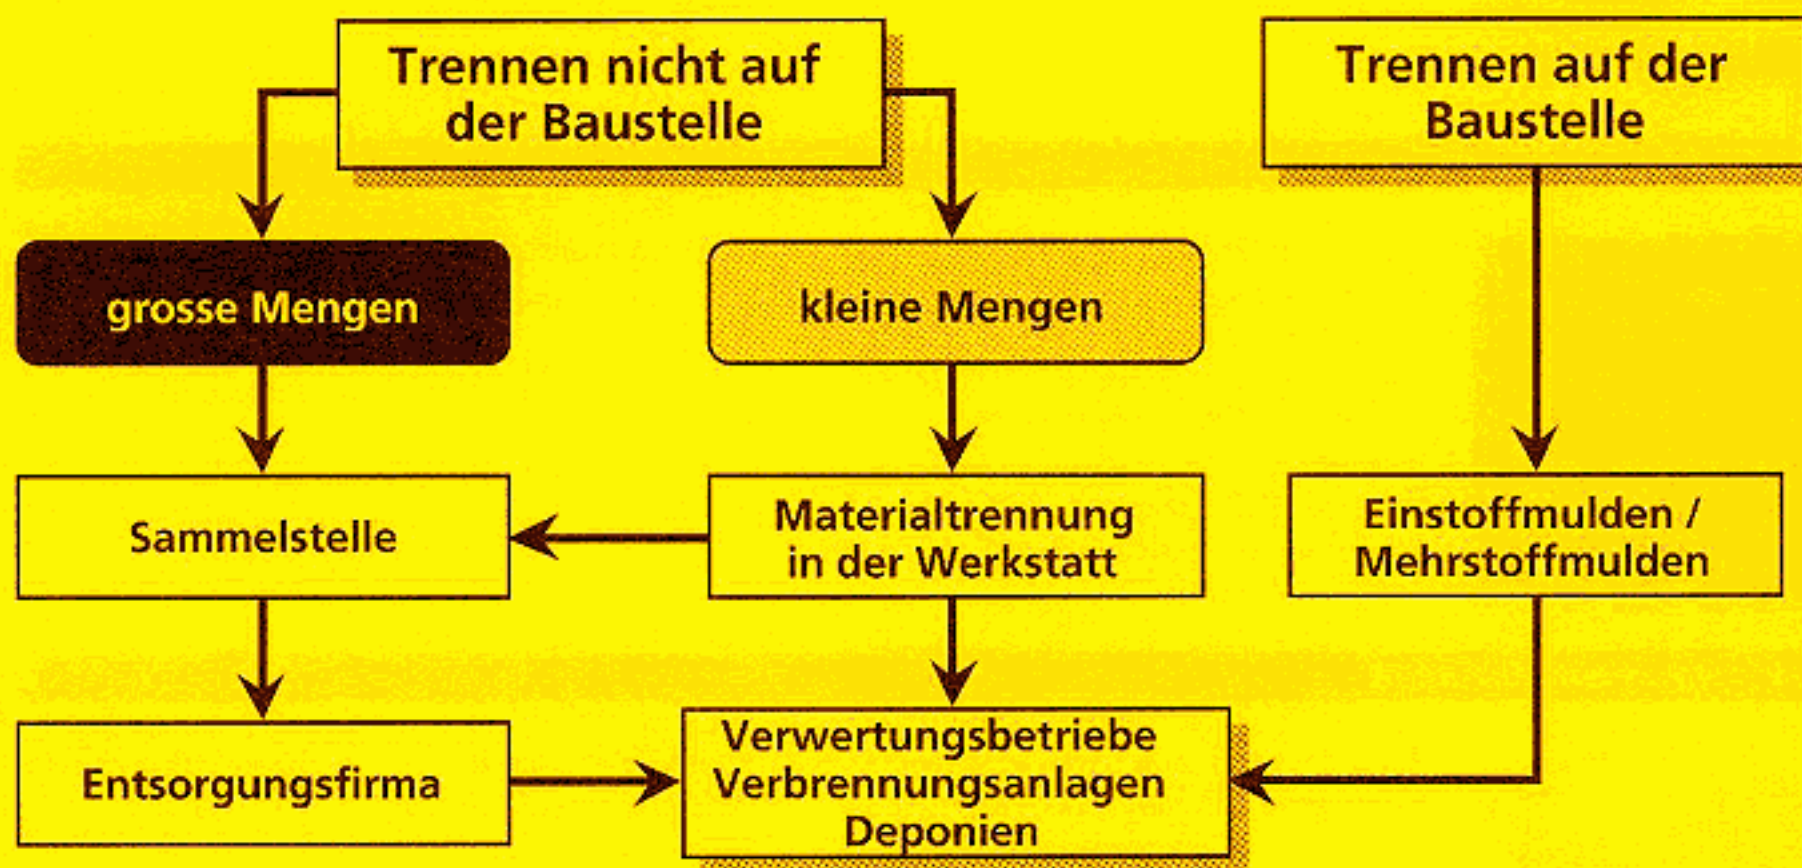 Trennen nicht auf
der Baustelle
Trennen auf der
Baustelle
grosse Mengen
kleine Mengen
Sammelstelle
Materialtrennung
in der Werkstatt
Einstoffmulden /
Mehrstoffmulden
Entsorgungsfirma
Verwertungsbetriebe
Verbrennungsanlagen
Deponien